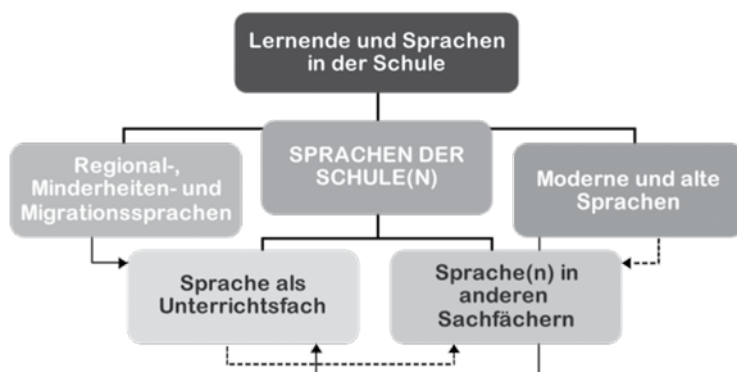 Lernende und Sprachen
in der Schule
Regional-,
Minderheiten- und
Migrationssprachen
SPRACHEN DER
SCHULE(N)
Moderne und alte
Sprachen
Sprache als
Unterrichtsfach
Sprache(n) in
anderen
Sachfächern